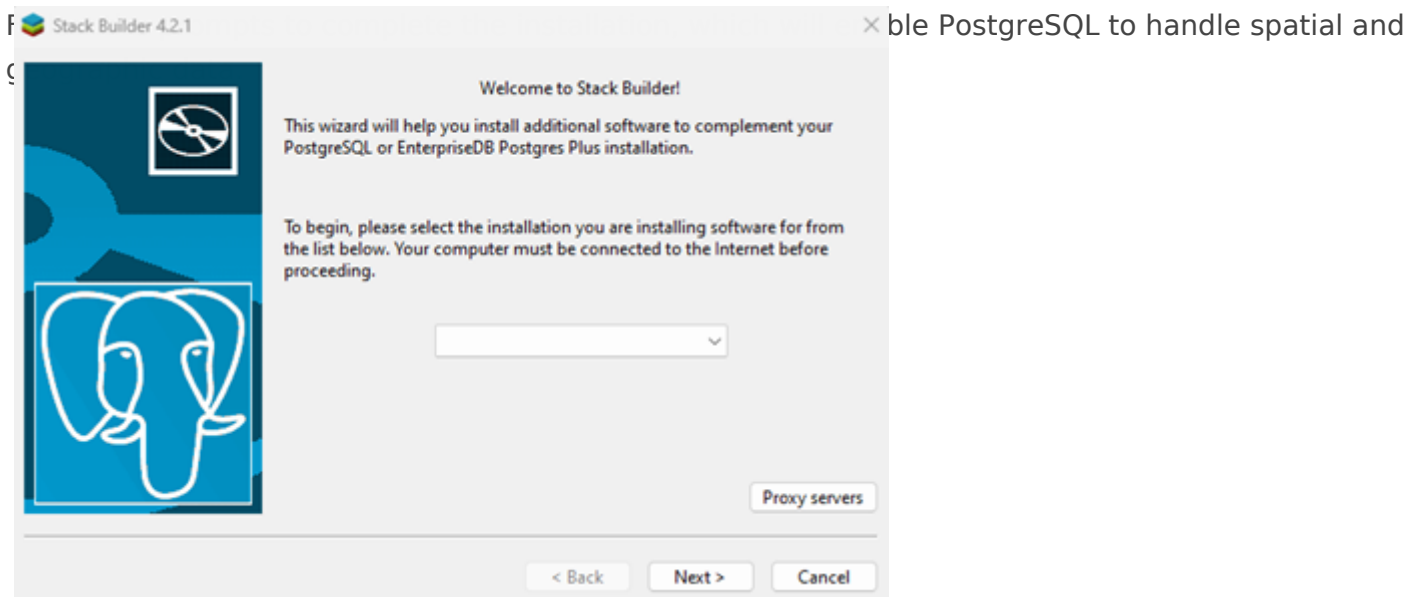 Stack Builder 4.2.1
ble PostgreSQL to handle spatial and
Welcome to Stack Builder!
This wizard will help you install additional software to complement your
PostgreSQL or EnterpriseDB Postgres Plus installation.
To begin, please select the installation you are installing software for from
the list below. Your computer must be connected to the Internet before
proceeding.
Proxy servers
< Back
Next >
Cancel